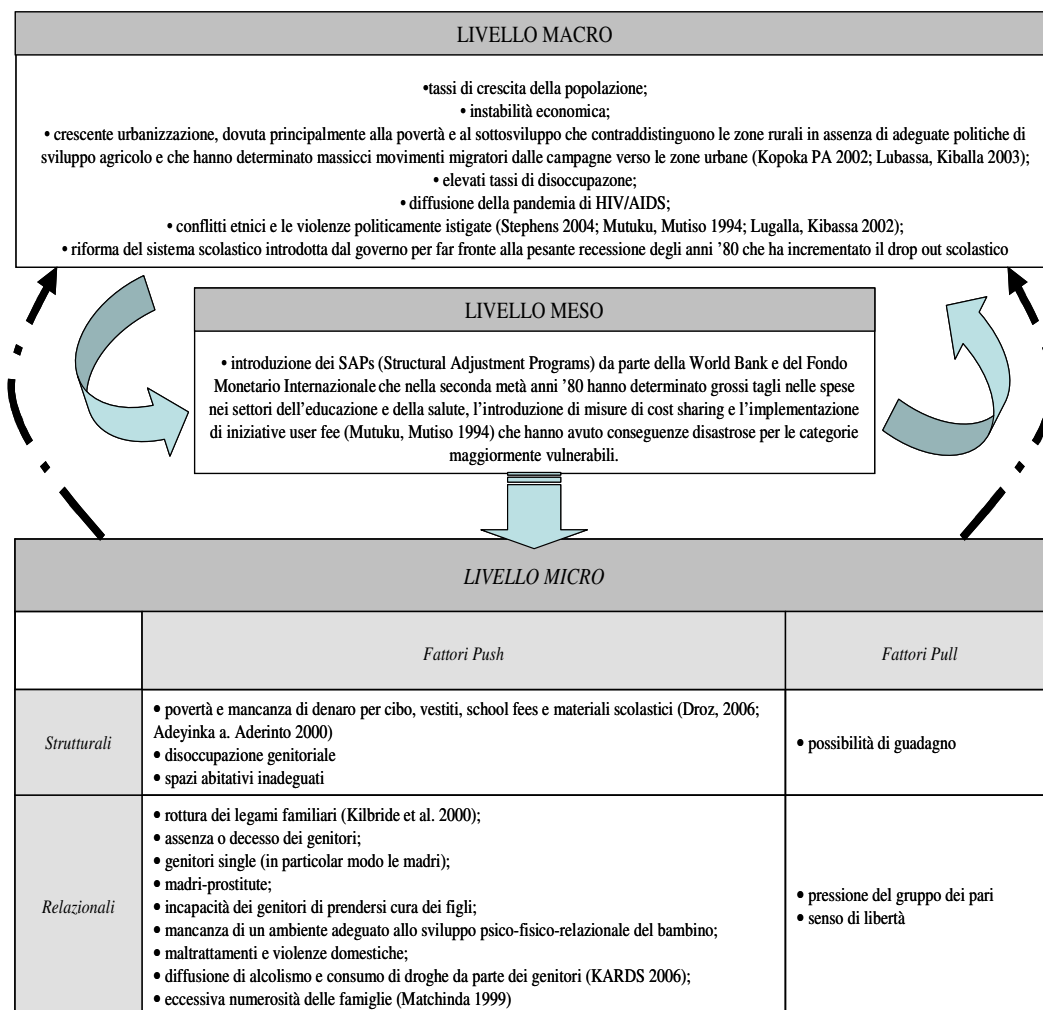 LIVELLO MACRO
•tassi di crescita della popolazione;
• instabilità economica;
• crescente urbanizzazione, dovuta principalmente alla povertà e al sottosviluppo che contraddistinguono le zone rurali in assenza di adeguate politiche di
sviluppo agricolo e che hanno determinato massicci movimenti migratori dalle campagne verso le zone urbane (Kopoka PA 2002; Lubassa, Kiballa 2003);
• elevati tassi di disoccupazone;
• diffusione della pandemia di HIV/AIDS;
• conflitti etnici e le violenze politicamente istigate (Stephens 2004; Mutuku, Mutiso 1994; Lugalla, Kibassa 2002);
• riforma del sistema scolastico introdotta dal governo per far fronte alla pesante recessione degli anni ’80 che ha incrementato il drop out scolastico
LIVELLO MESO
• introduzione dei SAPs (Structural Adjustment Programs) da parte della World Bank e del Fondo
Monetario Internazionale che nella seconda metà anni ’80 hanno determinato grossi tagli nelle spese
nei settori dell’educazione e della salute, l’introduzione di misure di cost sharing e l’implementazione
di iniziative user fee (Mutuku, Mutiso 1994) che hanno avuto conseguenze disastrose per le categorie
maggiormente vulnerabili.
LIVELLO MICRO
Fattori Push
Fattori Pull
Strutturali
• povertà e mancanza di denaro per cibo, vestiti, school fees e materiali scolastici (Droz, 2006;
Adeyinka a. Aderinto 2000)
• disoccupazione genitoriale
• spazi abitativi inadeguati
• possibilità di guadagno
Relazionali
• rottura dei legami familiari (Kilbride et al. 2000);
• assenza o decesso dei genitori;
• genitori single (in particolar modo le madri);
• madri-prostitute;
• incapacità dei genitori di prendersi cura dei figli;
• mancanza di un ambiente adeguato allo sviluppo psico-fisico-relazionale del bambino;
• maltrattamenti e violenze domestiche;
• diffusione di alcolismo e consumo di droghe da parte dei genitori (KARDS 2006);
• eccessiva numerosità delle famiglie (Matchinda 1999)
• pressione del gruppo dei pari
• senso di libertà